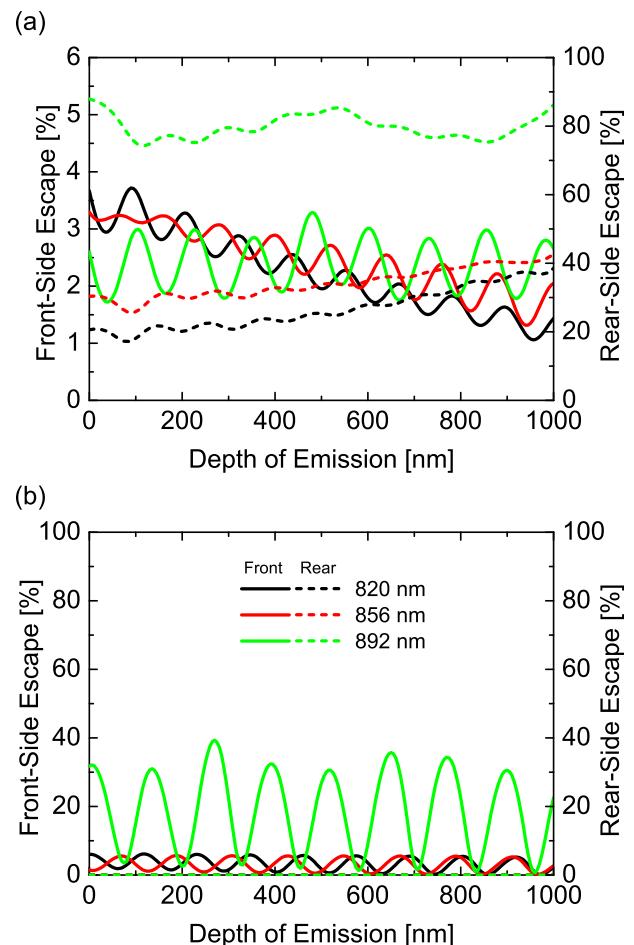 (a)
Front-Side Escape [%]
6
5
4
3
2
1
0
100
80
60
40
20
0
Rear-Side Escape [%]
0 200 400 600 800 1000
Depth of Emission [nm]
(b)
Front-Side Escape [%]
100
80
60
40
20
0
Front Rear
820 nm
856 nm
892 nm
100
80
60
40
20
0
Rear-Side Escape [%]
0 200 400 600 800 1000
Depth of Emission [nm]